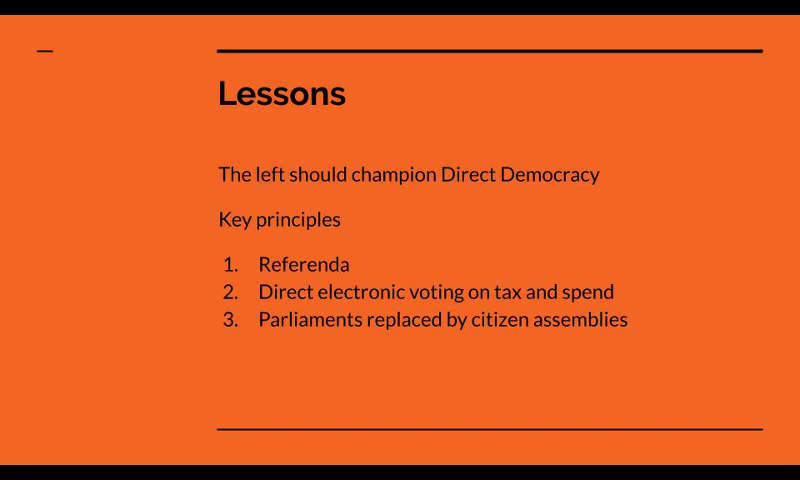 Lessons
The left should champion Direct Democracy
Key principles
1. Referenda
2. Direct electronic voting on tax and spend
3. Parliaments replaced by citizen assemblies